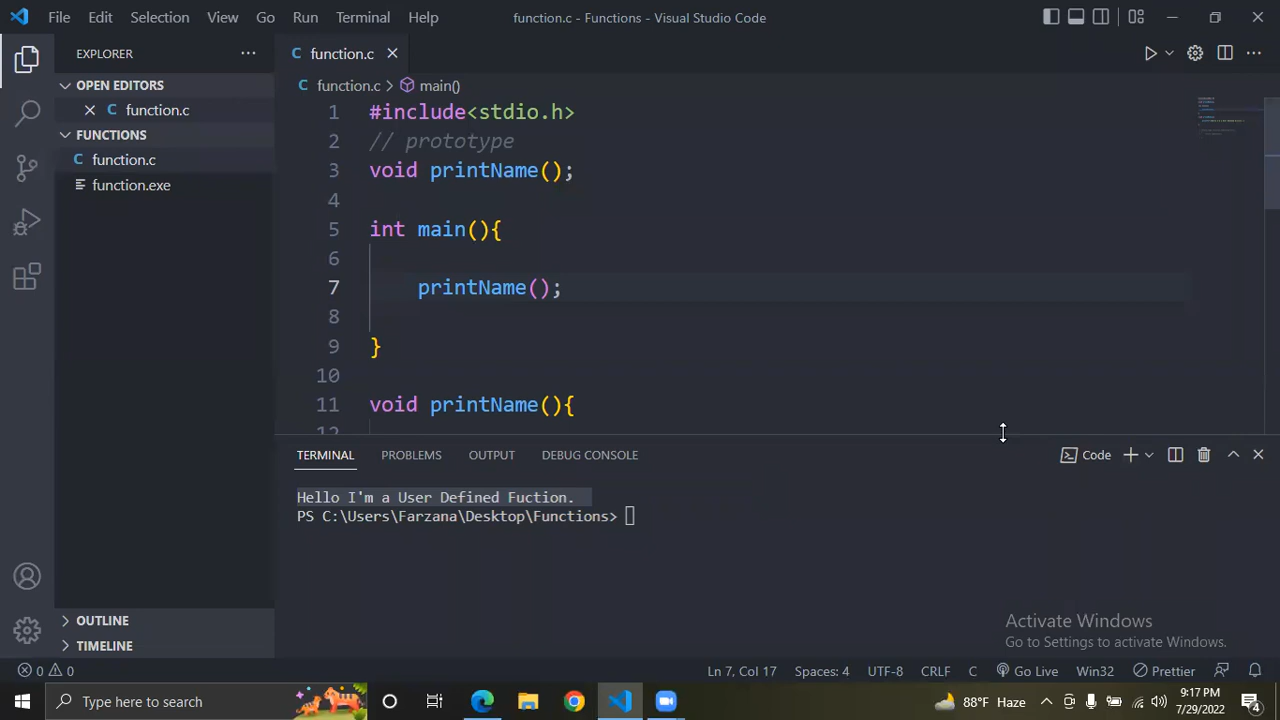 File Edit Selection View Go Run Terminal Help
function.c - Functions - Visual Studio Code
EXPLORER
OPEN EDITORS
function.c
FUNCTIONS
function.c
function.exe
OUTLINE
TIMELINE
function.c
function.c > main()
1 #include<stdio.h>
2 // prototype
3 void printName();
4
5 int main(){
6
7 printName();
8
9 }
10
11 void printName(){
12
TERMINAL PROBLEMS OUTPUT DEBUG CONSOLE
Code
Hello I'm a User Defined Fuction.
PS C:\Users\Farzana\Desktop\Functions>
Activate Windows
Go to Settings to activate Windows.
0 0
Ln 7, Col 17 Spaces: 4 UTF-8 CRLF C Go Live Win32 Prettier
Type here to search
88°F Haze
9:17 PM
7/29/2022
4